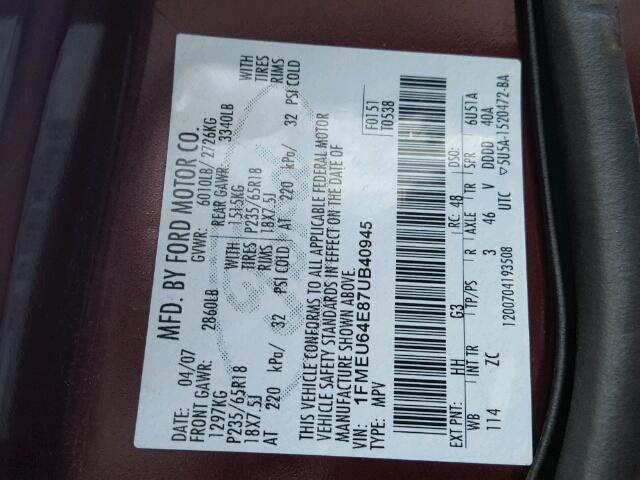 MFD. BY FORD MOTOR CO.
DATE: 04/07 GVWR: 6010LB/ 2726KG
FRONT GAWR: 2860LB REAR GAWR: 3340LB
1297KG 1515KG WITH
P235/65R18 TIRES P235/65R18 TIRES
18X7.5J RIMS 18X7.5J RIMS
AT 220 kPa/ 32 PSI COLD AT 220 kPa/ 32 PSI COLD
THIS VEHICLE CONFORMS TO ALL APPLICABLE FEDERAL MOTOR
VEHICLE SAFETY STANDARDS IN EFFECT ON THE DATE OF
MANUFACTURE SHOWN ABOVE.
VIN: 1FMEU64E87UB40945 F0151
TYPE: MPV T0538
EXT PNT: HH G3 RC: 48 DSO: 6U51A
WB INT TR TP/PS R AXLE TR SPR
114 ZC 3 46 V DDDD 40A
1200704193508 UTC ▽5U5A-1520472-BA